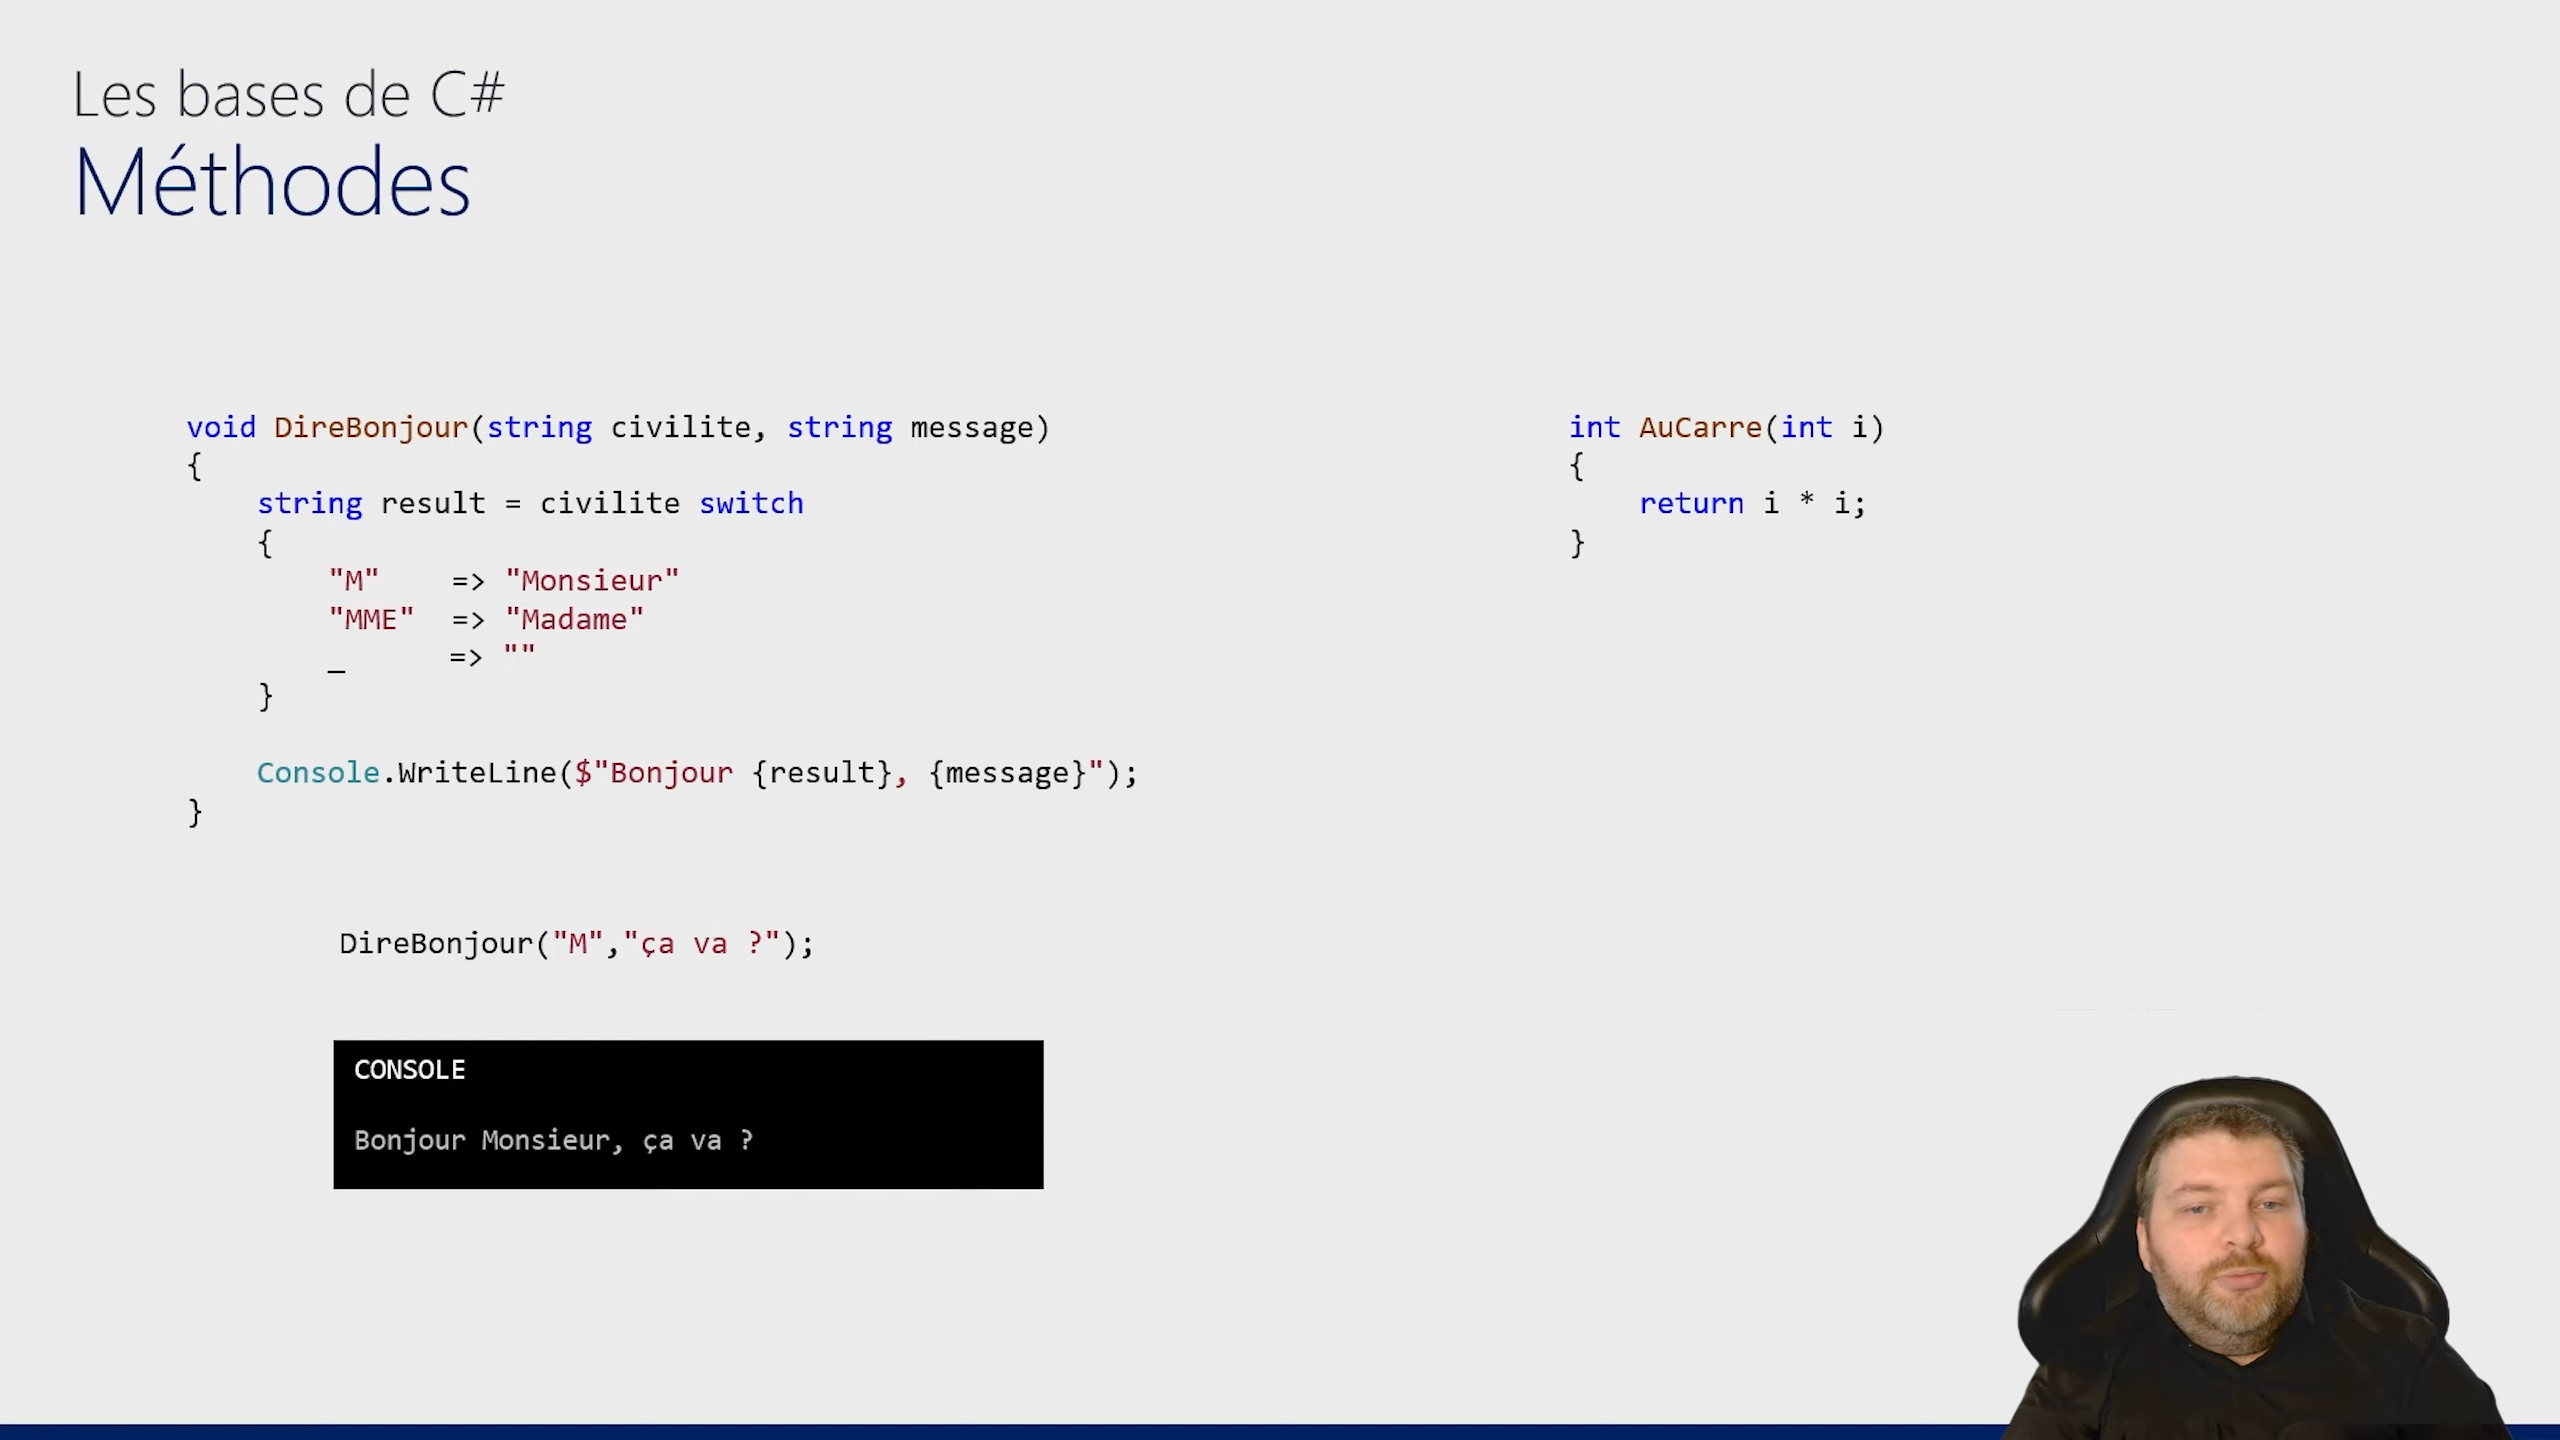 Les bases de C#
Méthodes
void DireBonjour(string civilite, string message)
{
    string result = civilite switch
    {
        "M"    => "Monsieur"
        "MME"  => "Madame"
        _      => ""
    }

    Console.WriteLine($"Bonjour {result}, {message}");
}
DireBonjour("M","ça va ?");
CONSOLE
Bonjour Monsieur, ça va ?
int AuCarre(int i)
{
    return i * i;
}